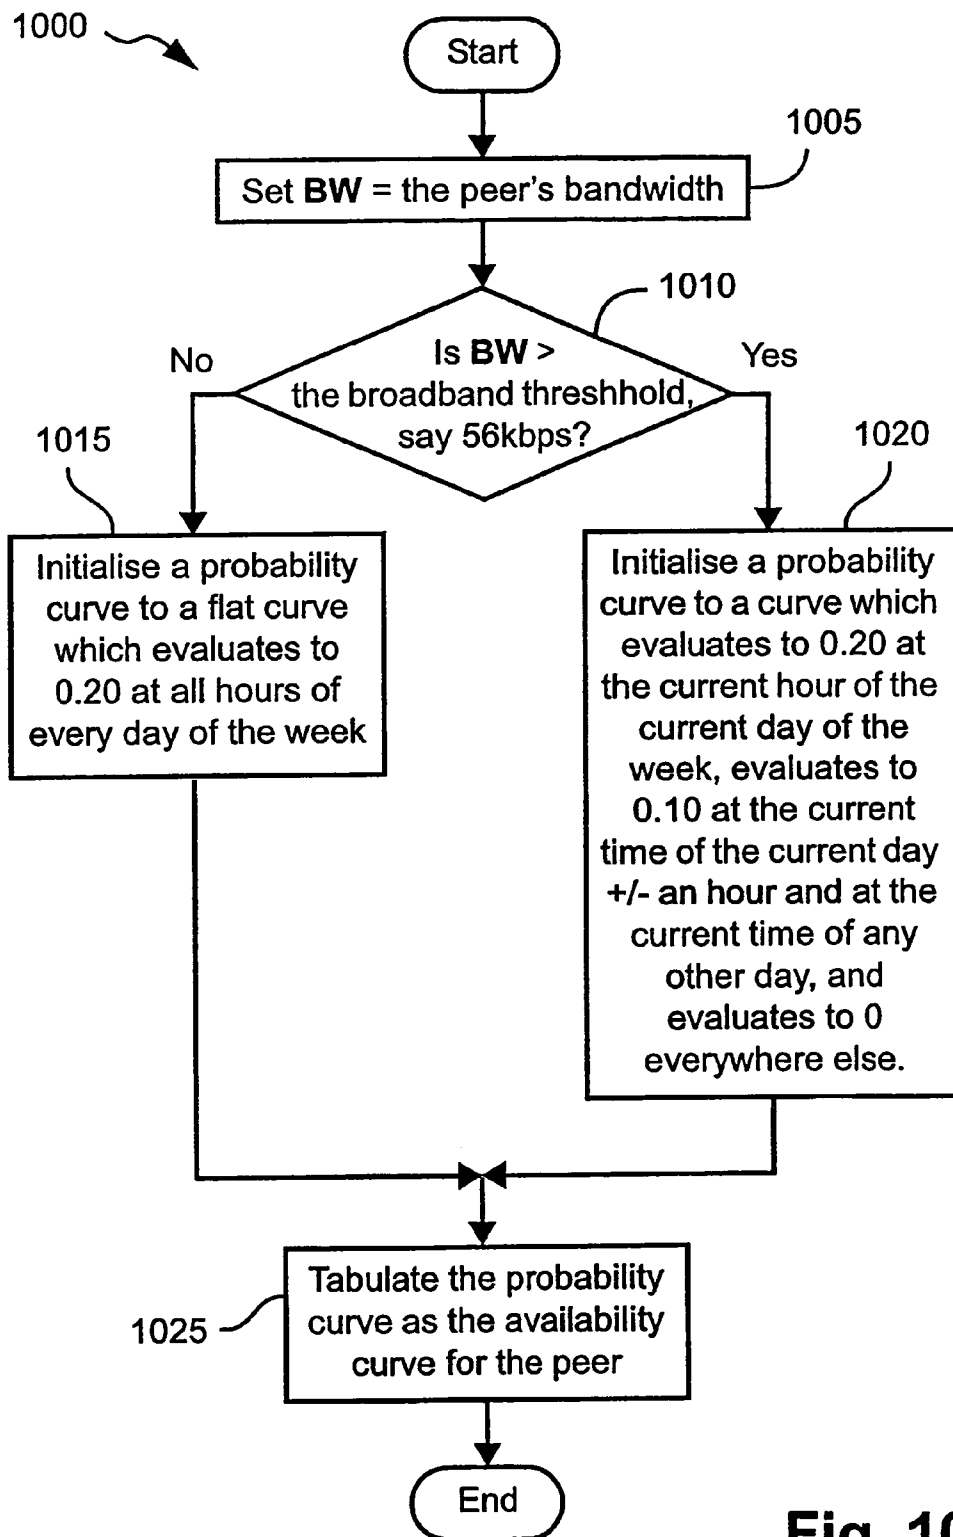 1000
Start
1005
Set BW = the peer's bandwidth
1010
Is BW >
the broadband threshhold,
say 56kbps?
No
Yes
1015
1020
Initialise a probability
curve to a flat curve
which evaluates to
0.20 at all hours of
every day of the week
Initialise a probability
curve to a curve which
evaluates to 0.20 at
the current hour of the
current day of the
week, evaluates to
0.10 at the current
time of the current day
+/- an hour and at the
current time of any
other day, and
evaluates to 0
everywhere else.
Tabulate the probability
curve as the availability
curve for the peer
1025
End
Fig. 10